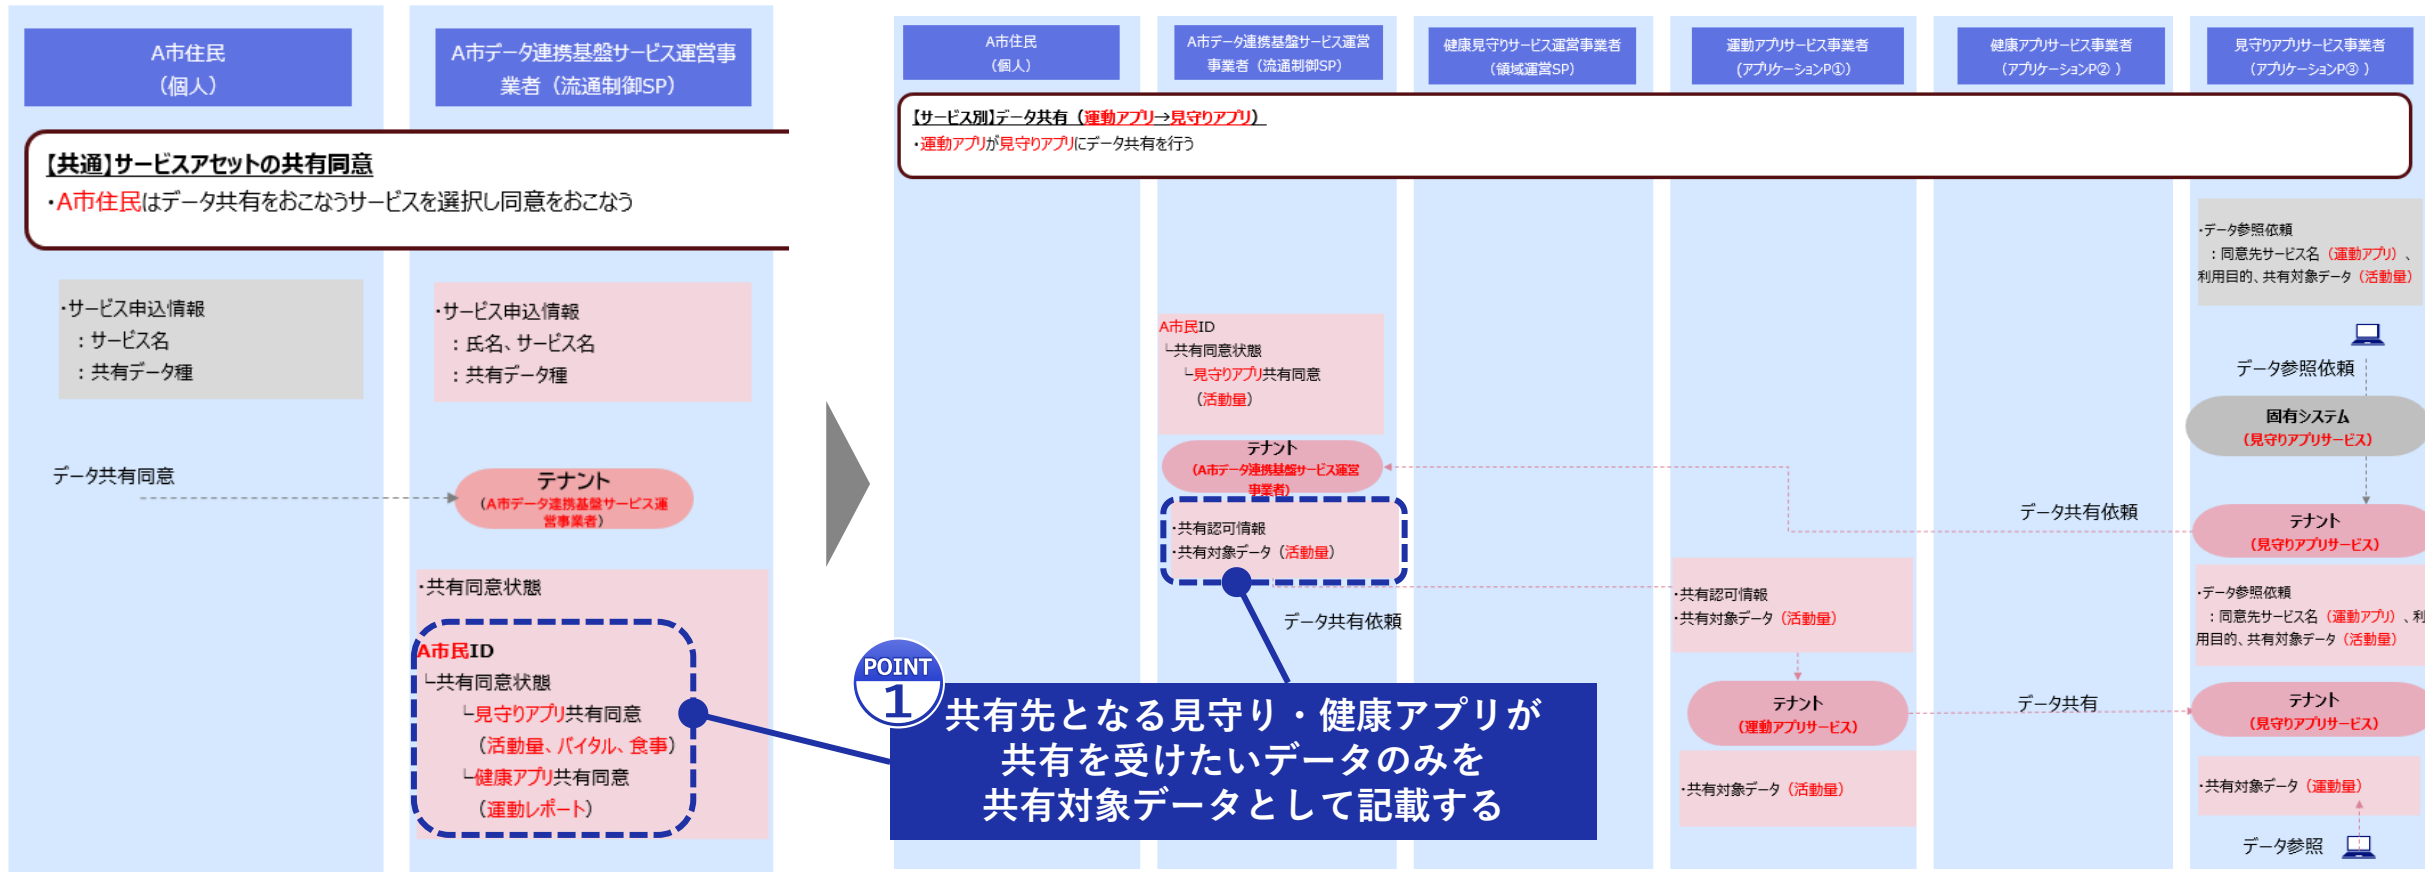 A市住民
（個人）
A市データ連携基盤サービス運営事
業者（流通制御SP）
【共通】サービスアセットの共有同意
・A市住民はデータ共有をおこなうサービスを選択し同意をおこなう
・サービス申込情報
：サービス名
：共有データ種
・サービス申込情報
：氏名、サービス名
：共有データ種
データ共有同意
テナント
（A市データ連携基盤サービス運
営事業者）
・共有同意状態
A市民ID
└共有同意状態
└見守りアプリ共有同意
（活動量、バイタル、食事）
└健康アプリ共有同意
（運動レポート）
A市住民
（個人）
A市データ連携基盤サービス運営
事業者（流通制御SP）
健康見守りサービス運営事業者
（領域運営SP）
運動アプリサービス事業者
（アプリケーションP①）
健康アプリサービス事業者
（アプリケーションP② ）
見守りアプリサービス事業者
（アプリケーションP③ ）
【サービス別】データ共有（運動アプリ→見守りアプリ）
・運動アプリが見守りアプリにデータ共有を行う
・データ参照依頼
：同意先サービス名（運動アプリ）、
利用目的、共有対象データ（活動量）
データ参照依頼
固有システム
（見守りアプリサービス）
A市民ID
└共有同意状態
└見守りアプリ共有同意
（活動量）
テナント
（A市データ連携基盤サービス運営
事業者）
データ共有依頼
テナント
（見守りアプリサービス）
・共有認可情報
・共有対象データ（活動量）
データ共有依頼
・共有認可情報
・共有対象データ（活動量）
・データ参照依頼
：同意先サービス名（運動アプリ）、利
用目的、共有対象データ（活動量）
テナント
（運動アプリサービス）
データ共有
テナント
（見守りアプリサービス）
・共有対象データ（活動量）
・共有対象データ（運動量）
データ参照
POINT
1
共有先となる見守り・健康アプリが
共有を受けたいデータのみを
共有対象データとして記載する